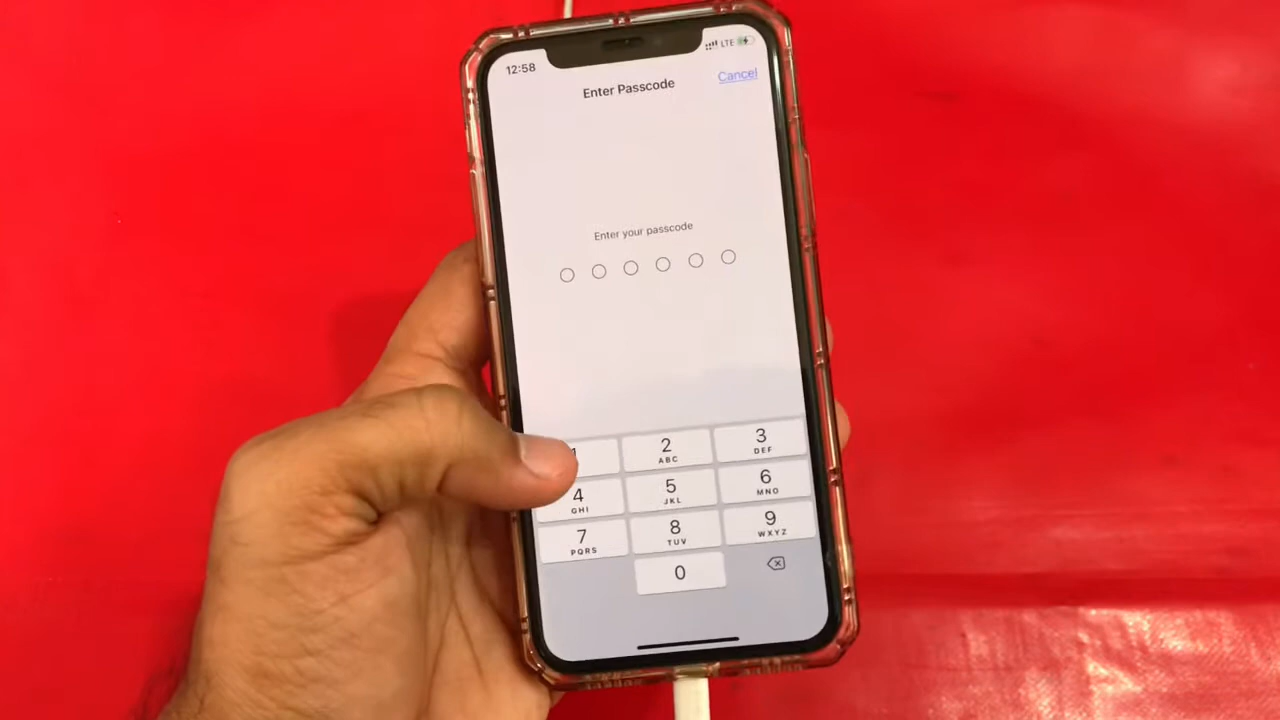 12:58
LTE
Enter Passcode
Cancel
Enter your passcode
2 3
ABC DEF
4 5 6
GHI JKL MNO
7 8 9
PQRS TUV WXYZ
0